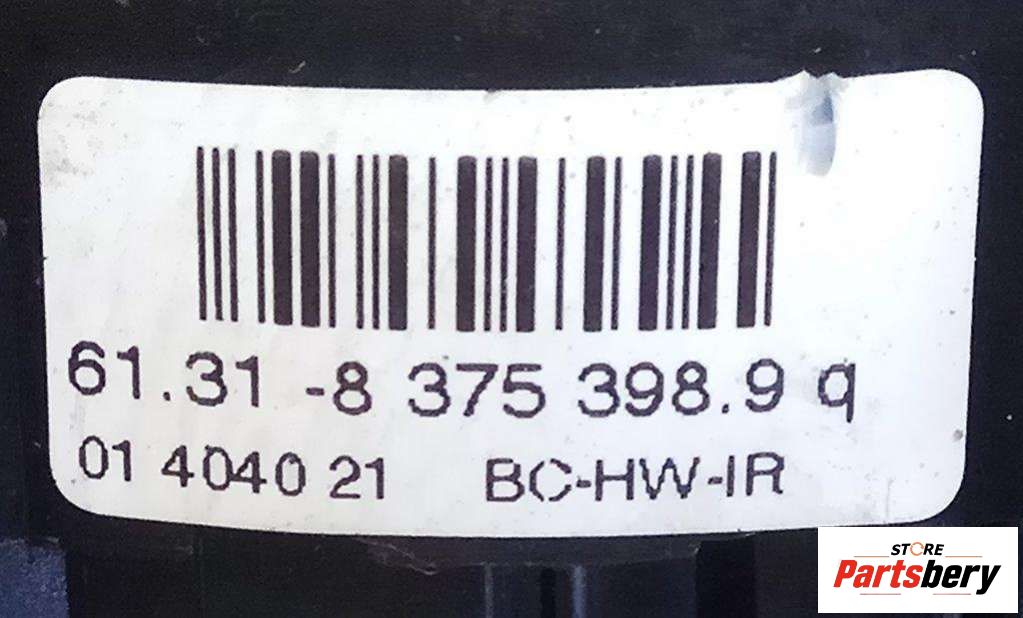 61.31 -8 375 398.9 q
01 4040 21 BC-HW-IR
STORE
Partsbery